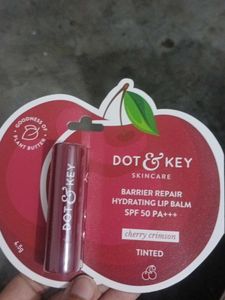 GOODNESS OF
PLANT BUTTER
DOT & KEY
SKINCARE
BARRIER REPAIR
HYDRATING LIP BALM
SPF 50 PA+++
cherry crimson
TINTED
4.5g
DOT & KEY